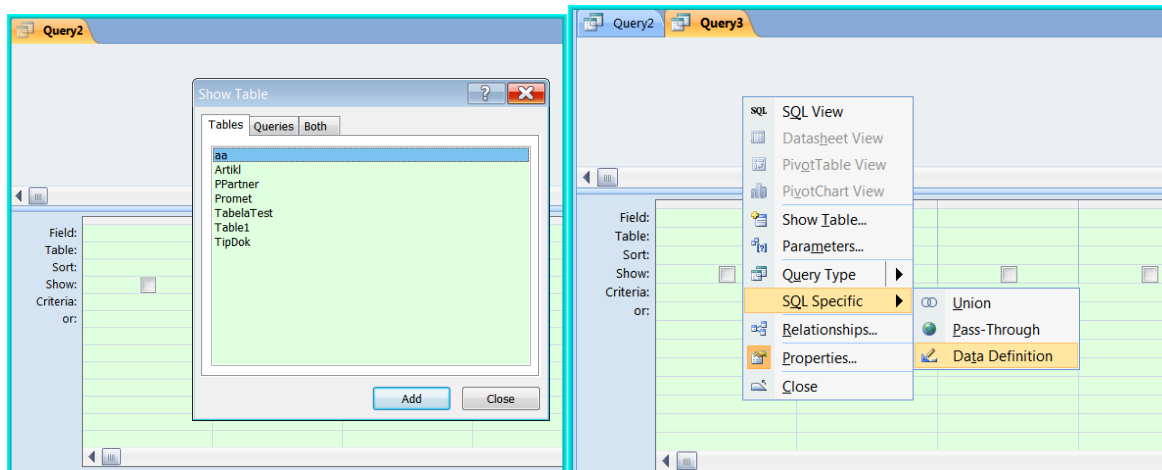 Query2
Show Table
Tables Queries Both
aa
Artikl
PPartner
Promet
TabelaTest
Table1
TipDok
Add Close
Field:
Table:
Sort:
Show:
Criteria:
or:
Query2 Query3
SQL SQL View
Datasheet View
PivotTable View
PivotChart View
Show Table...
Parameters...
Query Type
SQL Specific
Relationships...
Properties...
Close
Union
Pass-Through
Data Definition
Field:
Table:
Sort:
Show:
Criteria:
or: